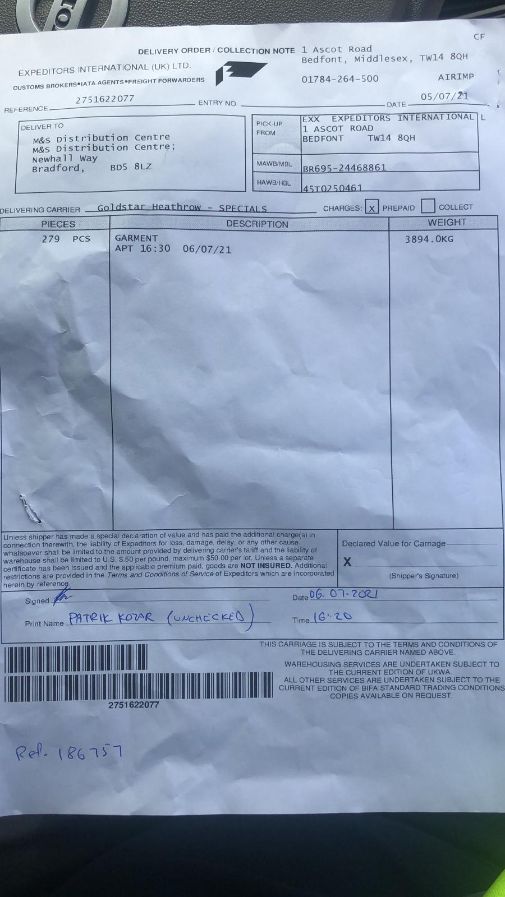 CF
DELIVERY ORDER / COLLECTION NOTE 1 Ascot Road
Bedfont, Middlesex, TW14 8QH
EXPEDITORS INTERNATIONAL (UK) LTD.
CUSTOMS BROKERS•IATA AGENTS•FREIGHT FORWARDERS
01784-264-500 AIRIMP
REFERENCE 2751622077 ENTRY NO. DATE 05/07/21
DELIVER TO
M&S Distribution Centre
M&S Distribution Centre;
Newhall Way
Bradford, BD5 8LZ
PICK-UP FROM
EXX EXPEDITORS INTERNATIONAL L
1 ASCOT ROAD
BEDFONT TW14 8QH
MAWB/MBL BR695-24468861
HAWB/HBL 45T0250461
DELIVERING CARRIER Goldstar Heathrow - SPECIALS CHARGES: X PREPAID COLLECT
PIECES DESCRIPTION WEIGHT
279 PCS GARMENT 3894.0KG
APT 16:30 06/07/21
Unless shipper has made a special declaration of value and has paid the additional charge(s) in
connection therewith, the liability of Expeditors for loss, damage, delay, or any other cause
whatsoever shall be limited to the amount provided by delivering carrier's tariff and the liability of
warehouse shall be limited to U.S. $.50 per pound, maximum $50.00 per lot. Unless a separate
certificate has been issued and the applicable premium paid, goods are NOT INSURED. Additional
restrictions are provided in the Terms and Conditions of Service of Expeditors which are incorporated
herein by reference.
Declared Value for Carriage
X
(Shipper's Signature)
Signed Date 06.07.2021
Print Name PATRIK KOZAR (UNCHECKED) Time 16:20
THIS CARRIAGE IS SUBJECT TO THE TERMS AND CONDITIONS OF
THE DELIVERING CARRIER NAMED ABOVE.
WAREHOUSING SERVICES ARE UNDERTAKEN SUBJECT TO
THE CURRENT EDITION OF UKWA.
ALL OTHER SERVICES ARE UNDERTAKEN SUBJECT TO THE
CURRENT EDITION OF BIFA STANDARD TRADING CONDITIONS
COPIES AVAILABLE ON REQUEST.
2751622077
Ref. 186757